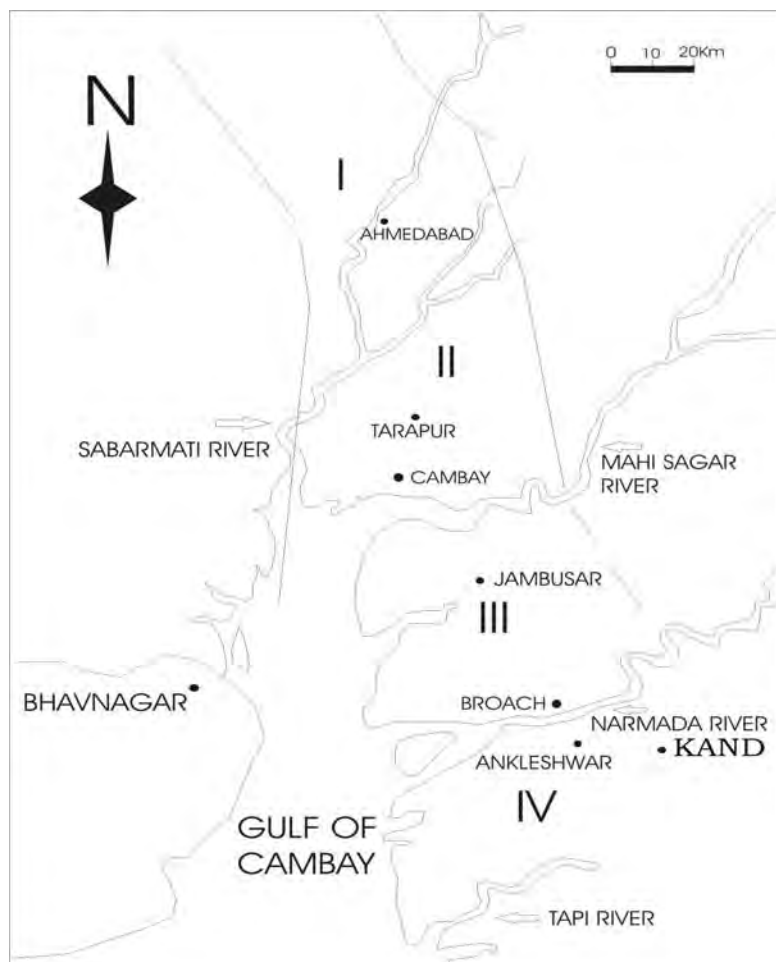 0 10 20Km
N
I
AHMEDABAD
II
TARAPUR
SABARMATI RIVER
CAMBAY
MAHI SAGAR
RIVER
JAMBUSAR
III
BHAVNAGAR
BROACH
NARMADA RIVER
KAND
ANKLESHWAR
IV
GULF OF
CAMBAY
TAPI RIVER